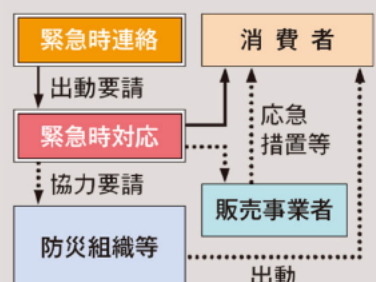 緊急時連絡
消費者
出動要請
緊急時対応
応急
措置等
協力要請
販売事業者
防災組織等
出動